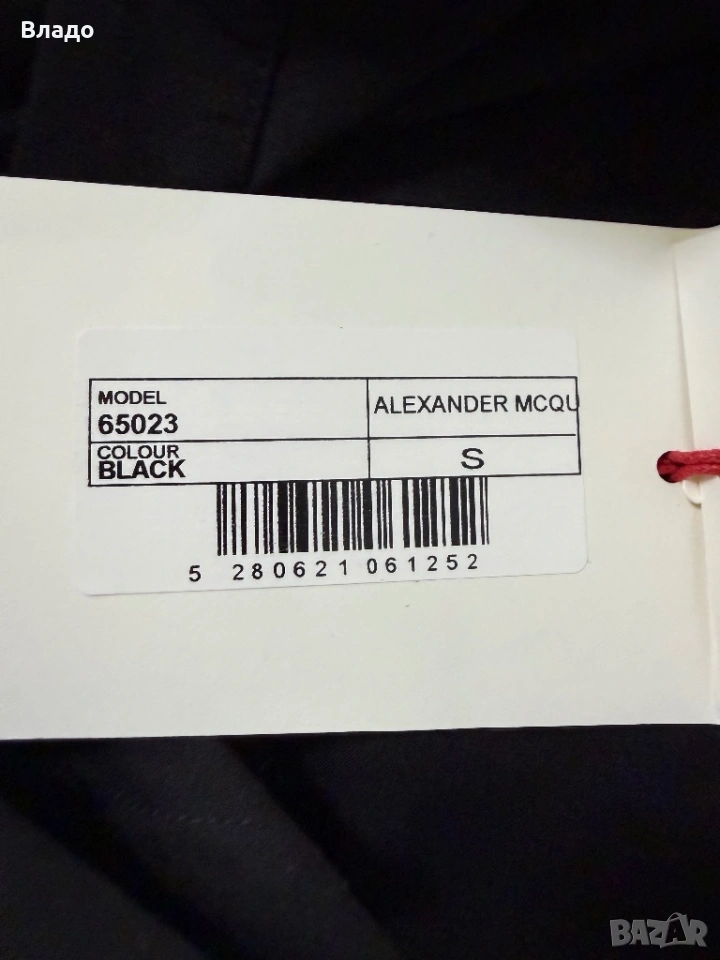 Владо
MODEL
65023
ALEXANDER MCQU
COLOUR
BLACK
S
5 280621 061252
BAZAR